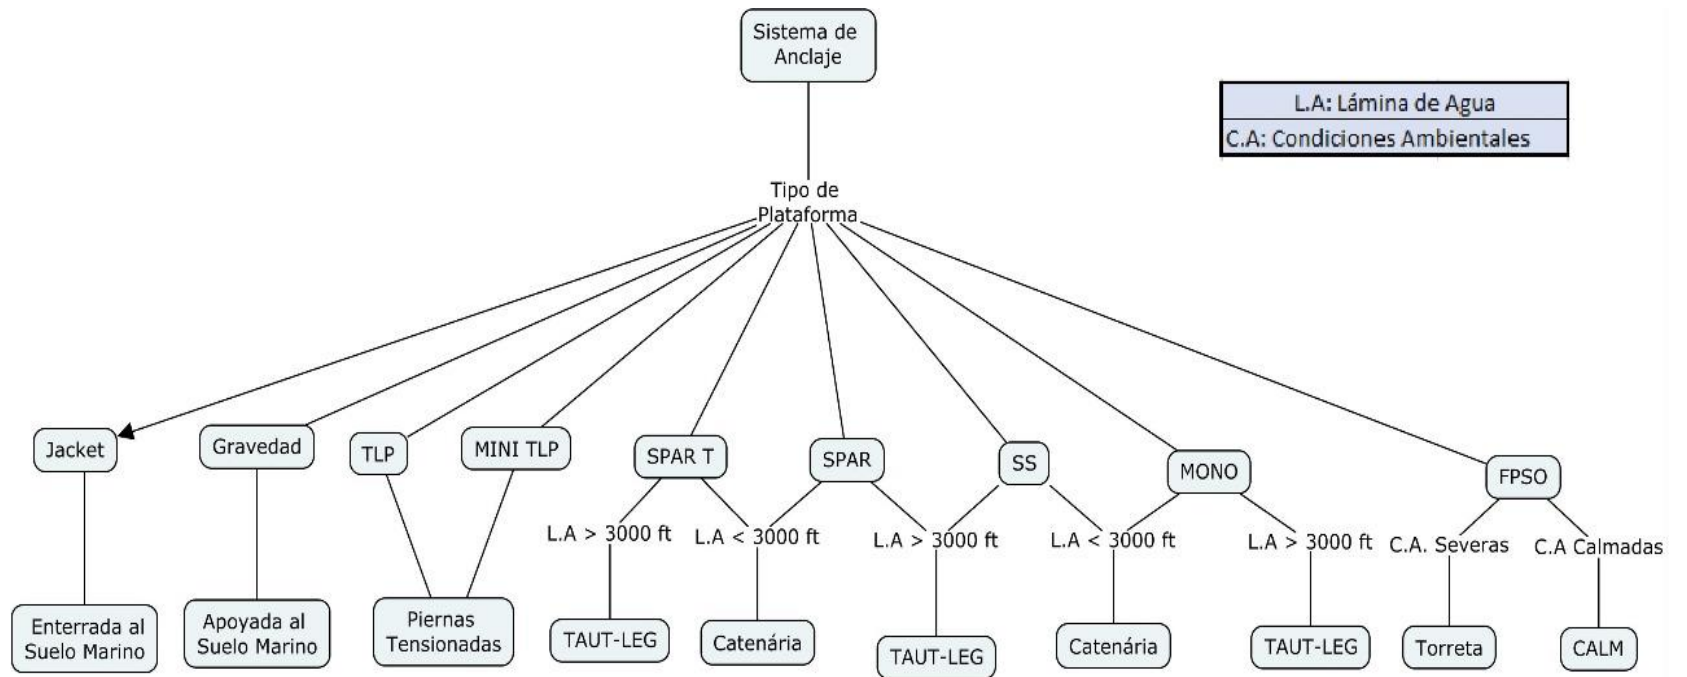 Sistema de
Anclaje
L.A: Lámina de Agua
C.A: Condiciones Ambientales
Tipo de
Plataforma
Jacket
Gravedad
TLP
MINI TLP
SPAR T
SPAR
SS
MONO
FPSO
L.A > 3000 ft
L.A < 3000 ft
L.A > 3000 ft
L.A < 3000 ft
L.A > 3000 ft
C.A. Severas
C.A Calmadas
Enterrada al
Suelo Marino
Apoyada al
Suelo Marino
Piernas
Tensionadas
TAUT-LEG
Catenária
TAUT-LEG
Catenária
TAUT-LEG
Torreta
CALM